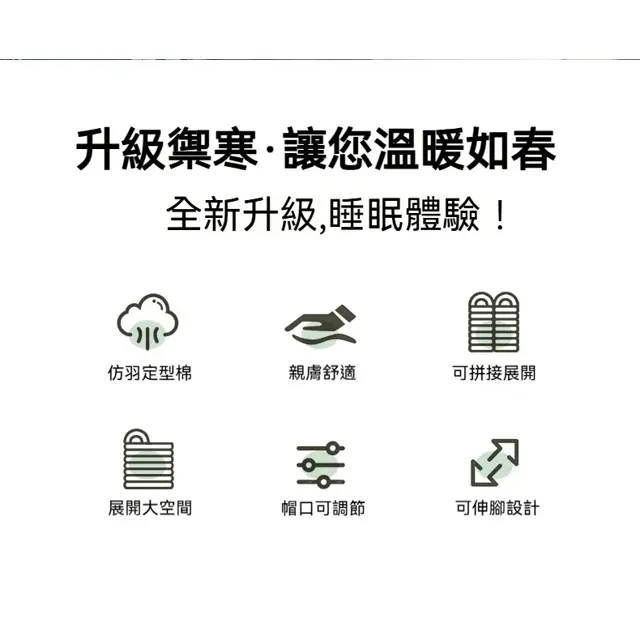 升級禦寒·讓您溫暖如春
全新升級,睡眠體驗！
仿羽定型棉
親膚舒適
可拼接展開
展開大空間
帽口可調節
可伸腳設計